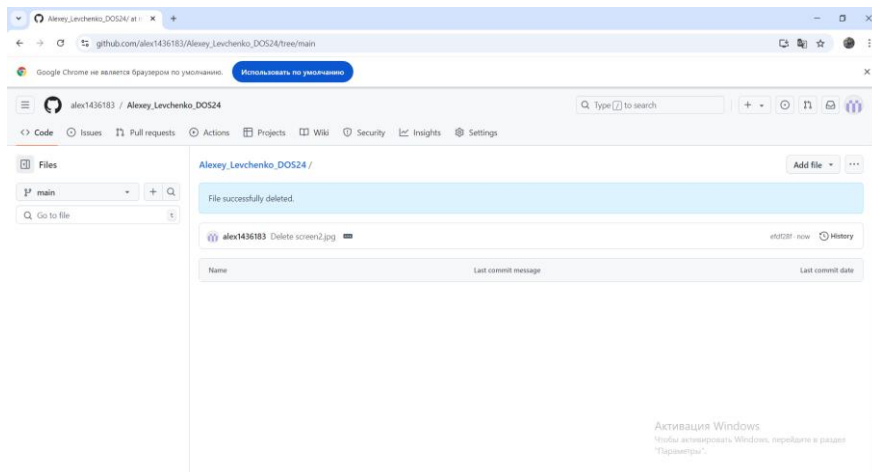 Alexey_Levchenko_DOS24/ at
github.com/alex1436183/Alexey_Levchenko_DOS24/tree/main
Google Chrome не является браузером по умолчанию. Использовать по умолчанию
alex1436183 / Alexey_Levchenko_DOS24 Type / to search
Code Issues Pull requests Actions Projects Wiki Security Insights Settings
Files Alexey_Levchenko_DOS24 / Add file
main
Go to file t
File successfully deleted.
alex1436183 Delete screen2.jpg now History
Name Last commit message Last commit date
Активация Windows
Чтобы активировать Windows, перейдите в раздел
"Параметры".